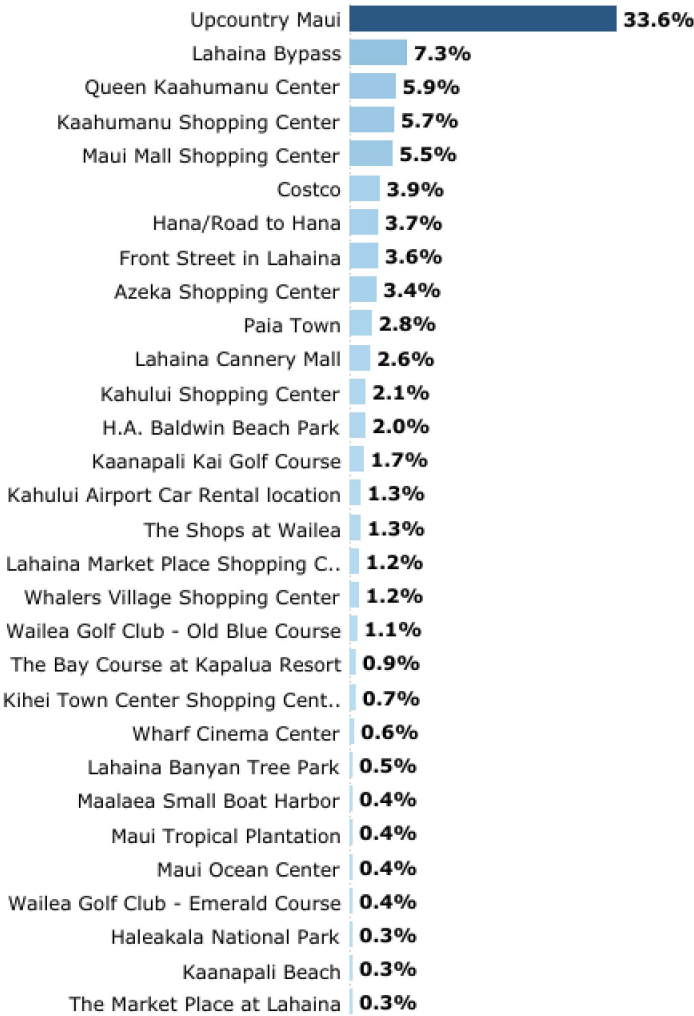 Upcountry Maui 33.6%
Lahaina Bypass 7.3%
Queen Kaahumanu Center 5.9%
Kaahumanu Shopping Center 5.7%
Maui Mall Shopping Center 5.5%
Costco 3.9%
Hana/Road to Hana 3.7%
Front Street in Lahaina 3.6%
Azeka Shopping Center 3.4%
Paia Town 2.8%
Lahaina Cannery Mall 2.6%
Kahului Shopping Center 2.1%
H.A. Baldwin Beach Park 2.0%
Kaanapali Kai Golf Course 1.7%
Kahului Airport Car Rental location 1.3%
The Shops at Wailea 1.3%
Lahaina Market Place Shopping C.. 1.2%
Whalers Village Shopping Center 1.2%
Wailea Golf Club - Old Blue Course 1.1%
The Bay Course at Kapalua Resort 0.9%
Kihei Town Center Shopping Cent.. 0.7%
Wharf Cinema Center 0.6%
Lahaina Banyan Tree Park 0.5%
Maalaea Small Boat Harbor 0.4%
Maui Tropical Plantation 0.4%
Maui Ocean Center 0.4%
Wailea Golf Club - Emerald Course 0.4%
Haleakala National Park 0.3%
Kaanapali Beach 0.3%
The Market Place at Lahaina 0.3%